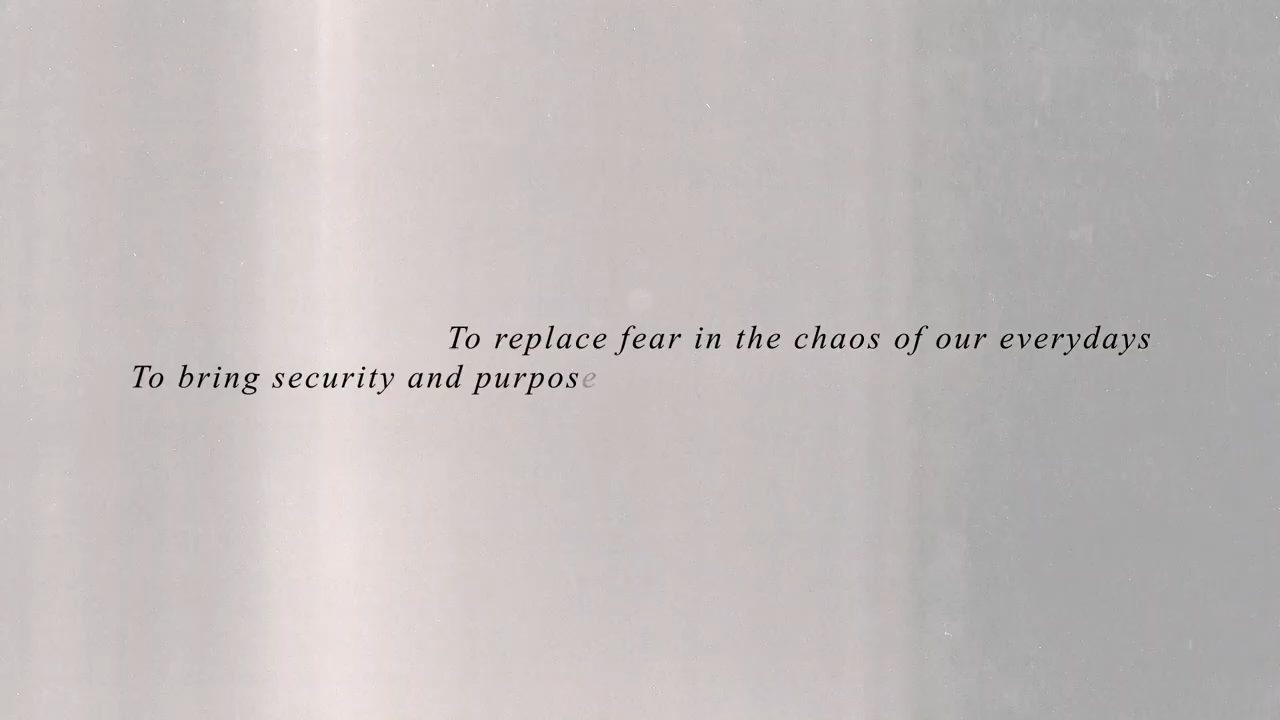 To replace fear in the chaos of our everydays
To bring security and purpose